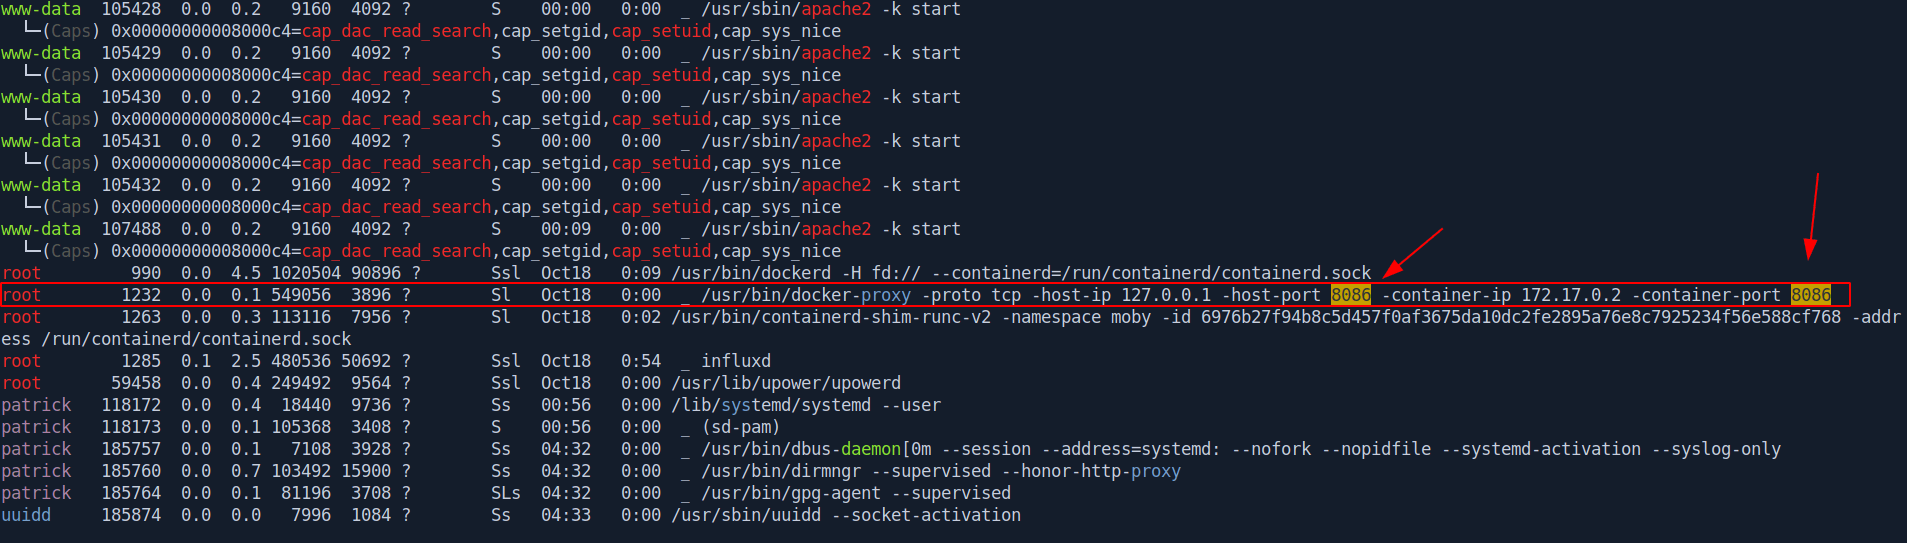 www-data  105428  0.0  0.2   9160  4092 ?        S    00:00   0:00  _ /usr/sbin/apache2 -k start
  └─(Caps) 0x00000000008000c4=cap_dac_read_search,cap_setgid,cap_setuid,cap_sys_nice
www-data  105429  0.0  0.2   9160  4092 ?        S    00:00   0:00  _ /usr/sbin/apache2 -k start
  └─(Caps) 0x00000000008000c4=cap_dac_read_search,cap_setgid,cap_setuid,cap_sys_nice
www-data  105430  0.0  0.2   9160  4092 ?        S    00:00   0:00  _ /usr/sbin/apache2 -k start
  └─(Caps) 0x00000000008000c4=cap_dac_read_search,cap_setgid,cap_setuid,cap_sys_nice
www-data  105431  0.0  0.2   9160  4092 ?        S    00:00   0:00  _ /usr/sbin/apache2 -k start
  └─(Caps) 0x00000000008000c4=cap_dac_read_search,cap_setgid,cap_setuid,cap_sys_nice
www-data  105432  0.0  0.2   9160  4092 ?        S    00:00   0:00  _ /usr/sbin/apache2 -k start
  └─(Caps) 0x00000000008000c4=cap_dac_read_search,cap_setgid,cap_setuid,cap_sys_nice
www-data  107488  0.0  0.2   9160  4092 ?        S    00:09   0:00  _ /usr/sbin/apache2 -k start
  └─(Caps) 0x00000000008000c4=cap_dac_read_search,cap_setgid,cap_setuid,cap_sys_nice
root         990  0.0  4.5 1020504 90896 ?       Ssl  Oct18   0:09 /usr/bin/dockerd -H fd:// --containerd=/run/containerd/containerd.sock
root        1232  0.0  0.1 549056  3896 ?        Sl   Oct18   0:00  _ /usr/bin/docker-proxy -proto tcp -host-ip 127.0.0.1 -host-port 8086 -container-ip 172.17.0.2 -container-port 8086
root        1263  0.0  0.3 113116  7956 ?        Sl   Oct18   0:02 /usr/bin/containerd-shim-runc-v2 -namespace moby -id 6976b27f94b8c5d457f0af3675da10dc2fe2895a76e8c7925234f56e588cf768 -addr
ess /run/containerd/containerd.sock
root        1285  0.1  2.5 480536 50692 ?        Ssl  Oct18   0:54  _ influxd
root       59458  0.0  0.4 249492  9564 ?        Ssl  Oct18   0:00 /usr/lib/upower/upowerd
patrick   118172  0.0  0.4  18440  9736 ?        Ss   00:56   0:00 /lib/systemd/systemd --user
patrick   118173  0.0  0.1 105368  3408 ?        S    00:56   0:00  _ (sd-pam)
patrick   185757  0.0  0.1   7108  3928 ?        Ss   04:32   0:00  _ /usr/bin/dbus-daemon[0m --session --address=systemd: --nofork --nopidfile --systemd-activation --syslog-only
patrick   185760  0.0  0.7 103492 15900 ?        Ss   04:32   0:00  _ /usr/bin/dirmngr --supervised --honor-http-proxy
patrick   185764  0.0  0.1  81196  3708 ?        SLs  04:32   0:00  _ /usr/bin/gpg-agent --supervised
uuidd     185874  0.0  0.0   7996  1084 ?        Ss   04:33   0:00 /usr/sbin/uuidd --socket-activation